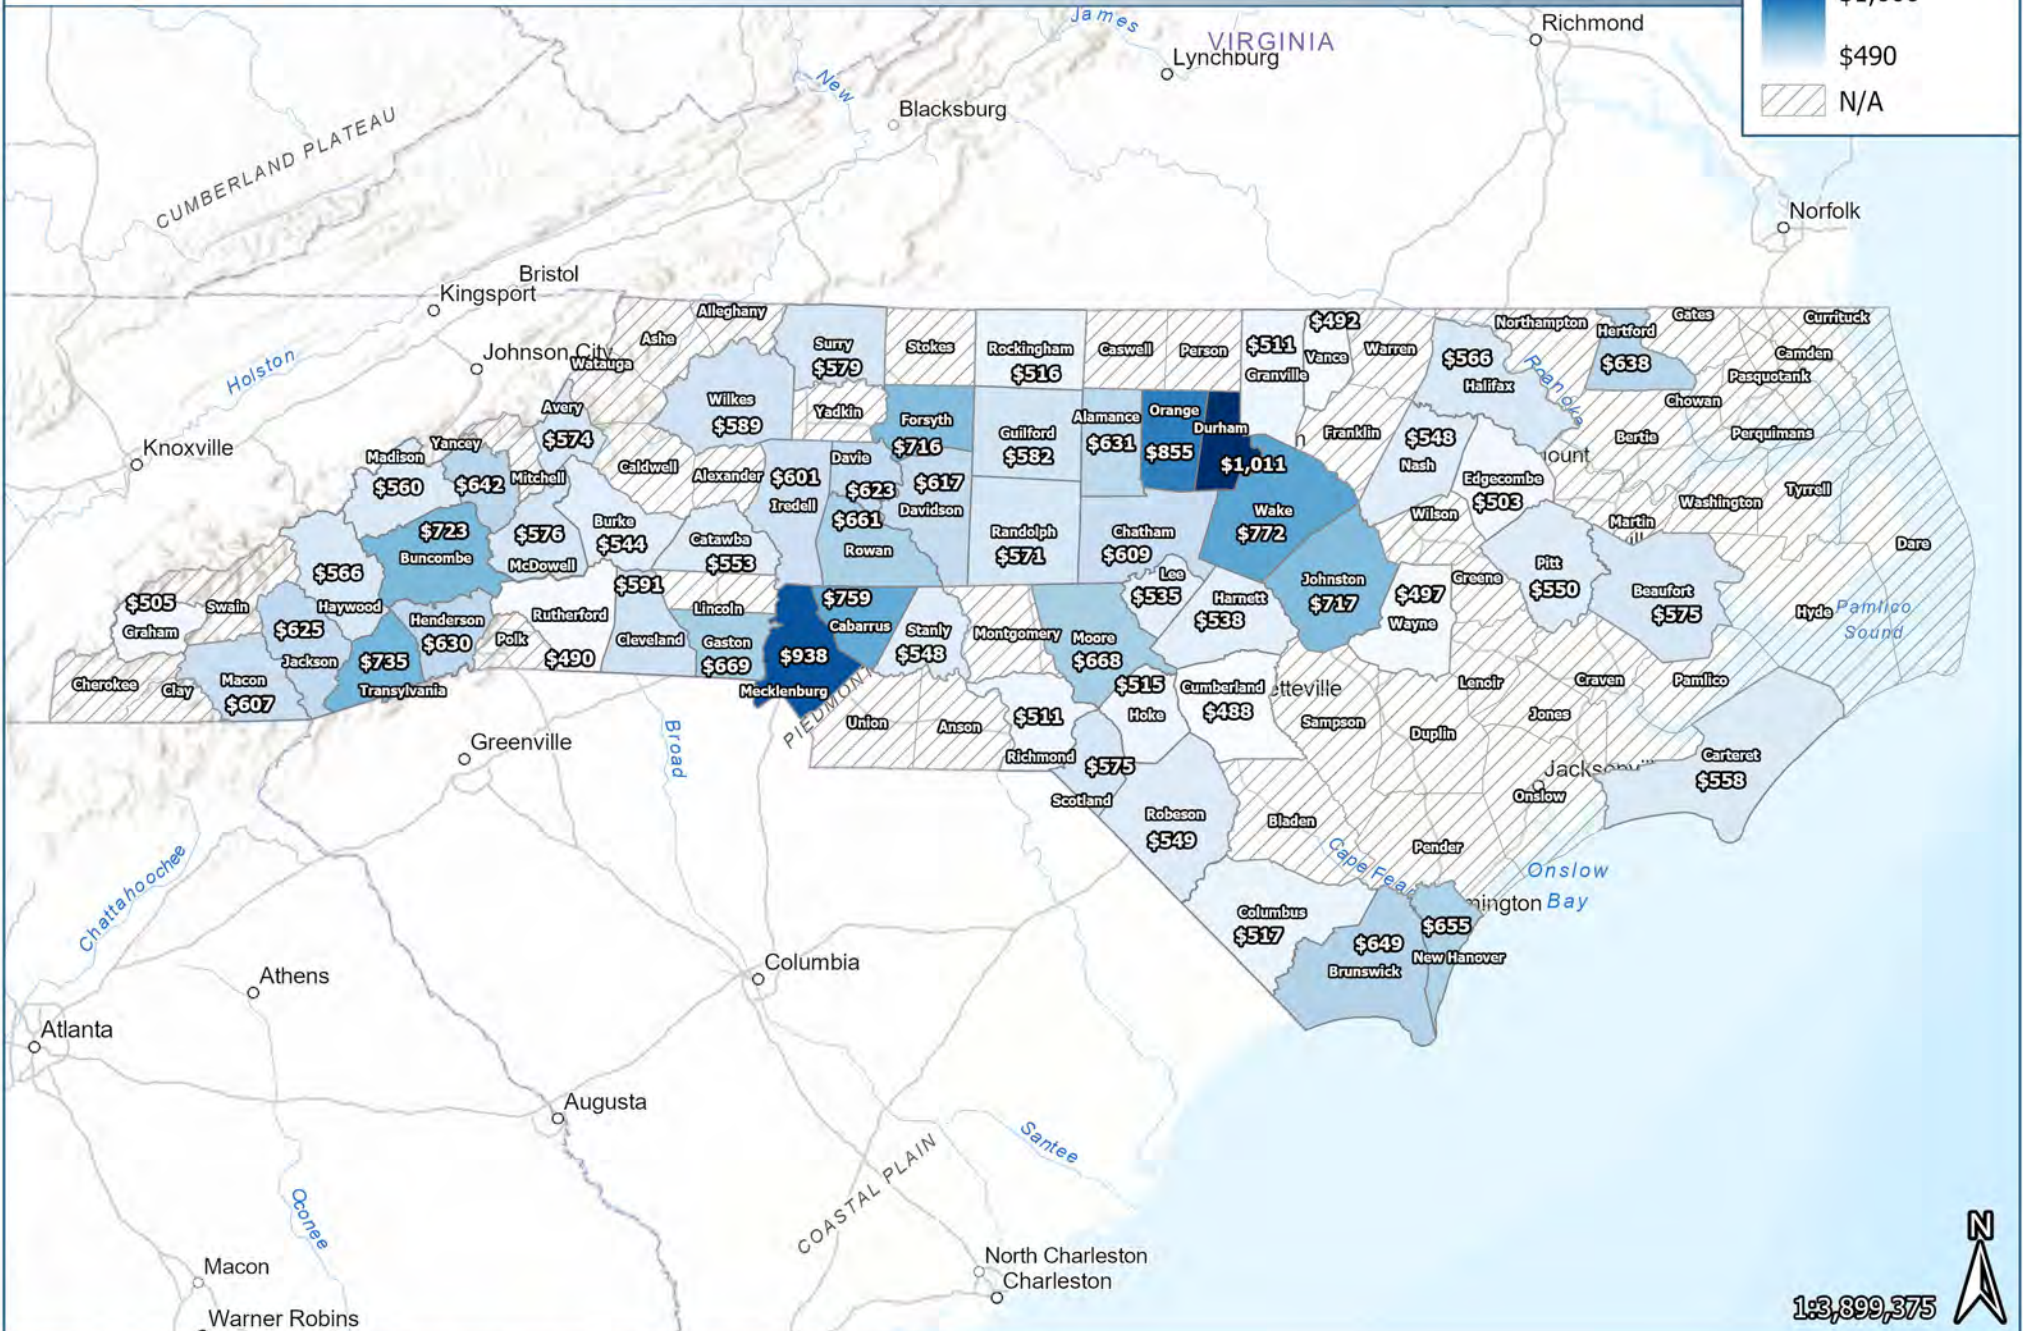 $490
N/A
James
VIRGINIA
Richmond
Lynchburg
New
Blacksburg
CUMBERLAND PLATEAU
Norfolk
Bristol
Kingsport
Holston
Johnson City
Knoxville
Alleghany
Ashe
Watauga
Surry
$579
Stokes
Rockingham
$516
Caswell
Person
$511
Granville
$492
Vance
Warren
Northampton
Hertford
$638
Gates
Currituck
Camden
Pasquotank
Chowan
Perquimans
$566
Halifax
Roanoke
Bertie
Avery
$574
Wilkes
$589
Yadkin
Forsyth
$716
Guilford
$582
Alamance
$631
Orange
$855
Durham
$1,011
Franklin
$548
Nash
Edgecombe
$503
ount
Madison
$560
Yancey
$642
Mitchell
Caldwell
Alexander
$601
Iredell
Davie
$623
$617
Davidson
$661
Rowan
Randolph
$571
Chatham
$609
Wake
$772
Wilson
Martin
Washington
Tyrrell
Dare
$723
Buncombe
$576
McDowell
Burke
$544
Catawba
$553
$591
Cleveland
Lincoln
Gaston
$669
$566
Haywood
$505
Graham
Swain
$625
Jackson
Henderson
$630
Rutherford
$490
Polk
$735
Transylvania
Macon
$607
Cherokee
Clay
$938
Mecklenburg
$759
Cabarrus
Stanly
$548
Montgomery
Moore
$668
Lee
$535
Harnett
$538
Johnston
$717
$497
Wayne
Greene
Pitt
$550
Beaufort
$575
Hyde
Pamlico
Sound
PIEDMONT
Union
Anson
$511
Richmond
$515
Hoke
Cumberland
$488
etteville
Sampson
Duplin
Lenoir
Jones
Craven
Pamlico
Carteret
$558
Jacksonvill
Onslow
$575
Scotland
Robeson
$549
Bladen
Pender
Cape Fear
Onslow
Bay
mington
Columbus
$517
$649
Brunswick
$655
New Hanover
Greenville
Broad
Chattahoochee
Athens
Atlanta
Columbia
Augusta
Santee
COASTAL PLAIN
Oconee
North Charleston
Charleston
Macon
Warner Robins
N
1:3,899,375